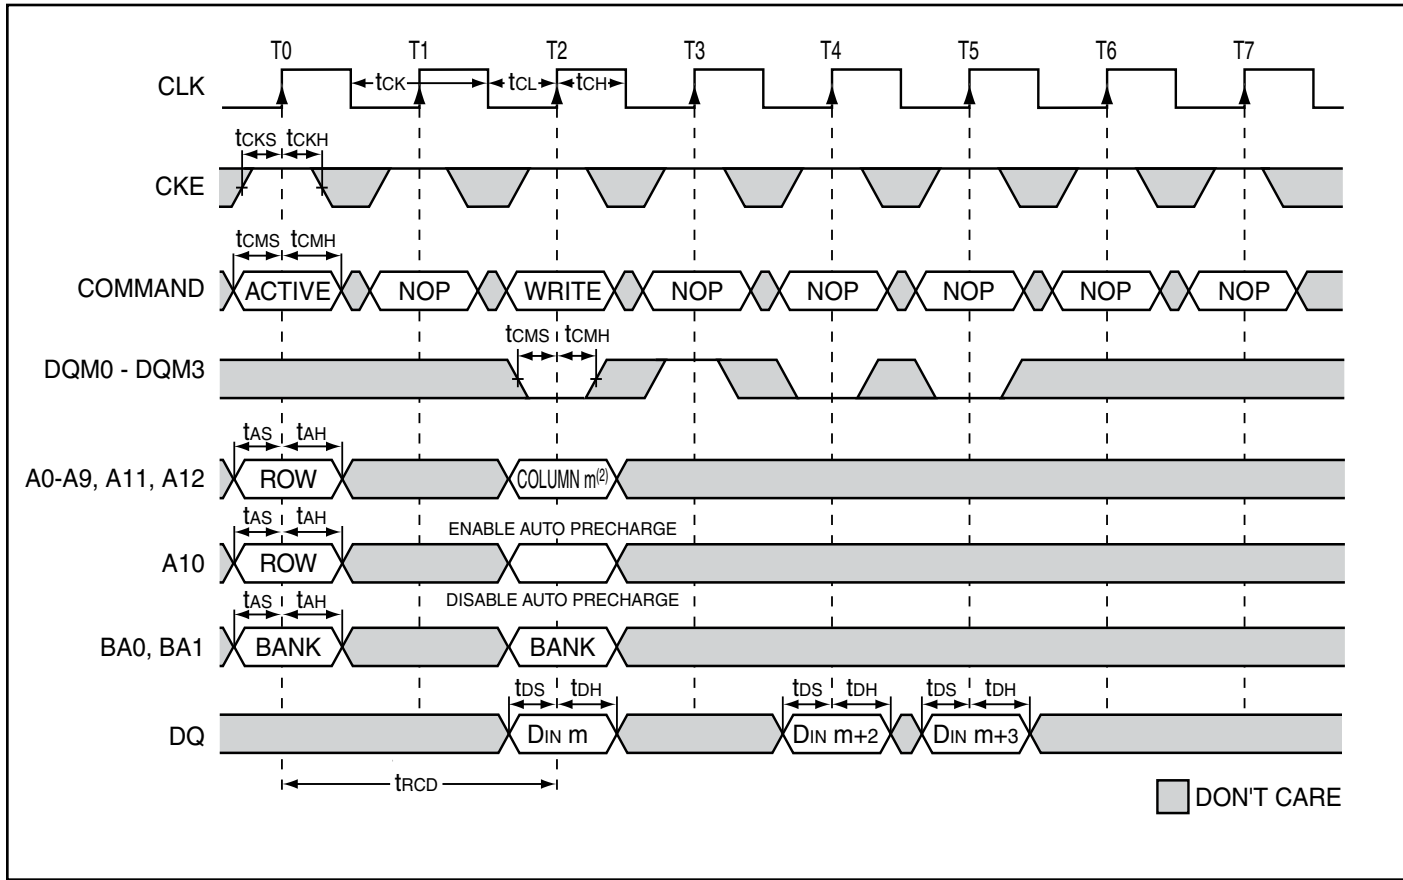 T0 T1 T2 T3 T4 T5 T6 T7
CLK tCK tCL tCH
tCKS tCKH
CKE
tCMS tCMH
COMMAND ACTIVE NOP WRITE NOP NOP NOP NOP NOP
tCMS tCMH
DQM0 - DQM3
tAS tAH
A0-A9, A11, A12 ROW COLUMN m(2)
tAS tAH ENABLE AUTO PRECHARGE
A10 ROW
tAS tAH DISABLE AUTO PRECHARGE
BA0, BA1 BANK BANK
tDS tDH tDS tDH tDS tDH
DQ DIN m DIN m+2 DIN m+3
tRCD
DON'T CARE